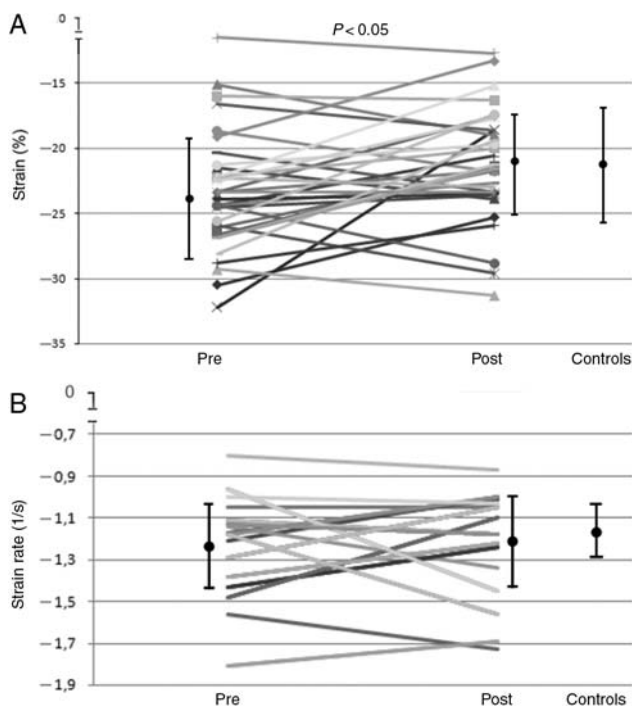 A
0
P < 0.05
−15
−20
−25
−30
−35
Strain (%)
Pre
Post
Controls
B
0
−0,7
−0,9
−1,1
−1,3
−1,5
−1,7
−1,9
Strain rate (1/s)
Pre
Post
Controls